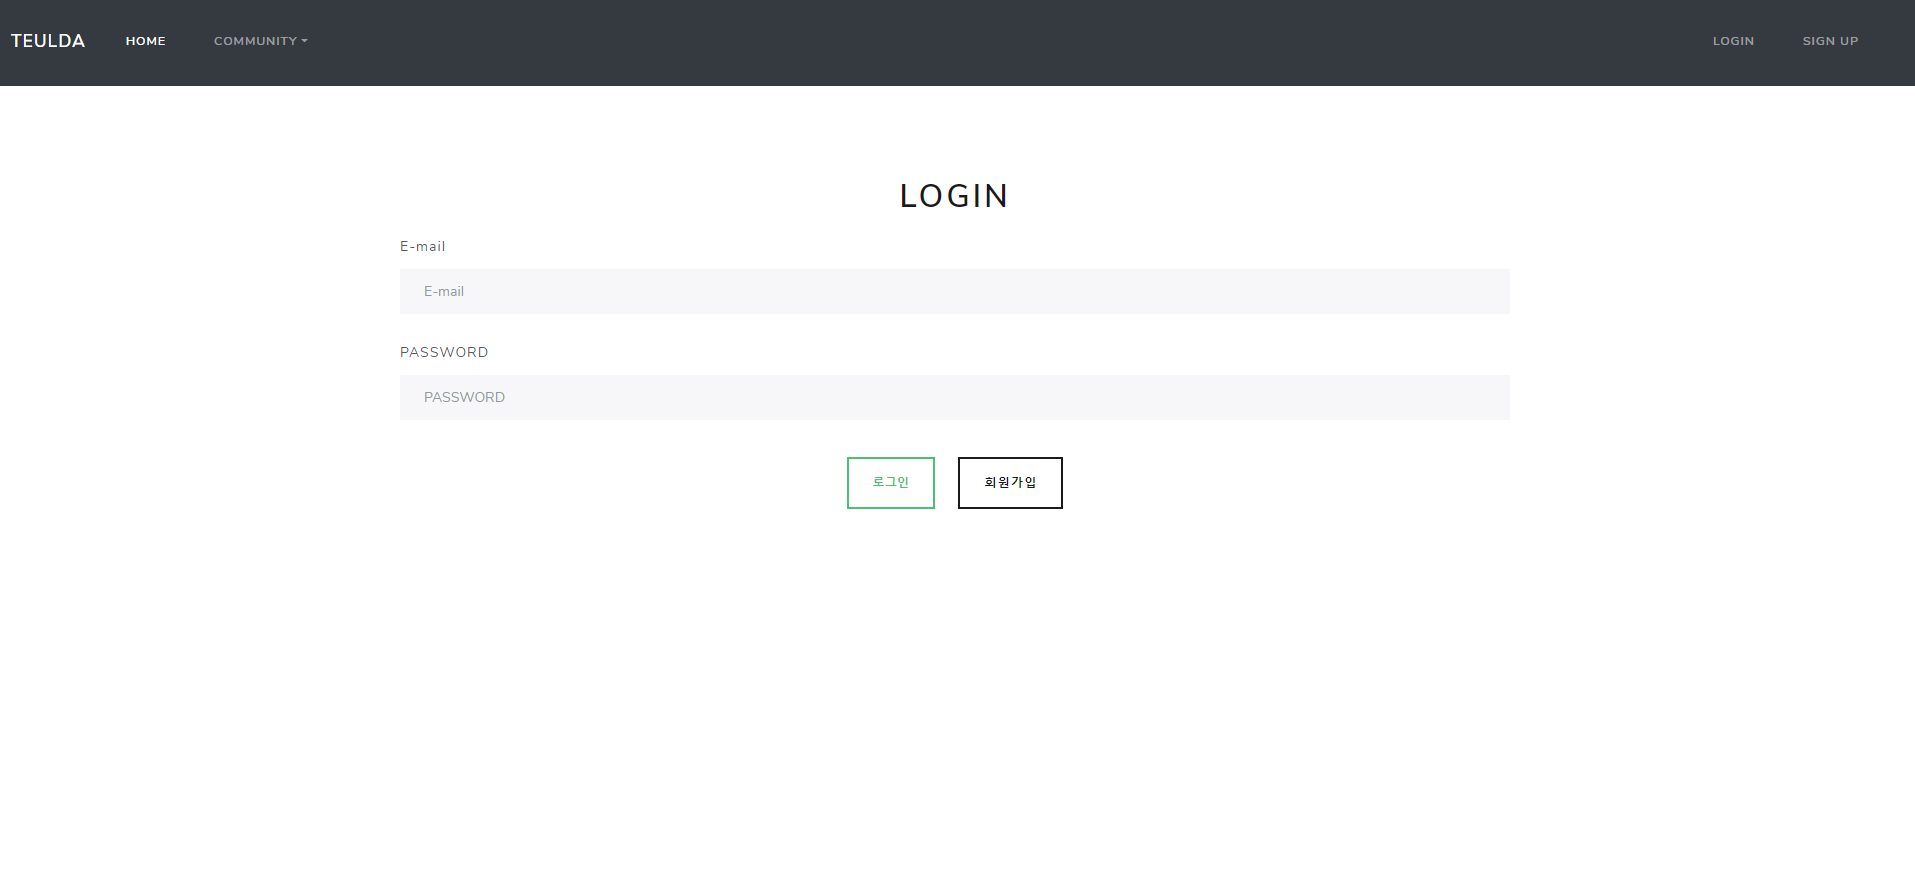 TEULDA HOME COMMUNITY LOGIN SIGN UP
LOGIN
E-mail
E-mail
PASSWORD
PASSWORD
로그인 회원가입